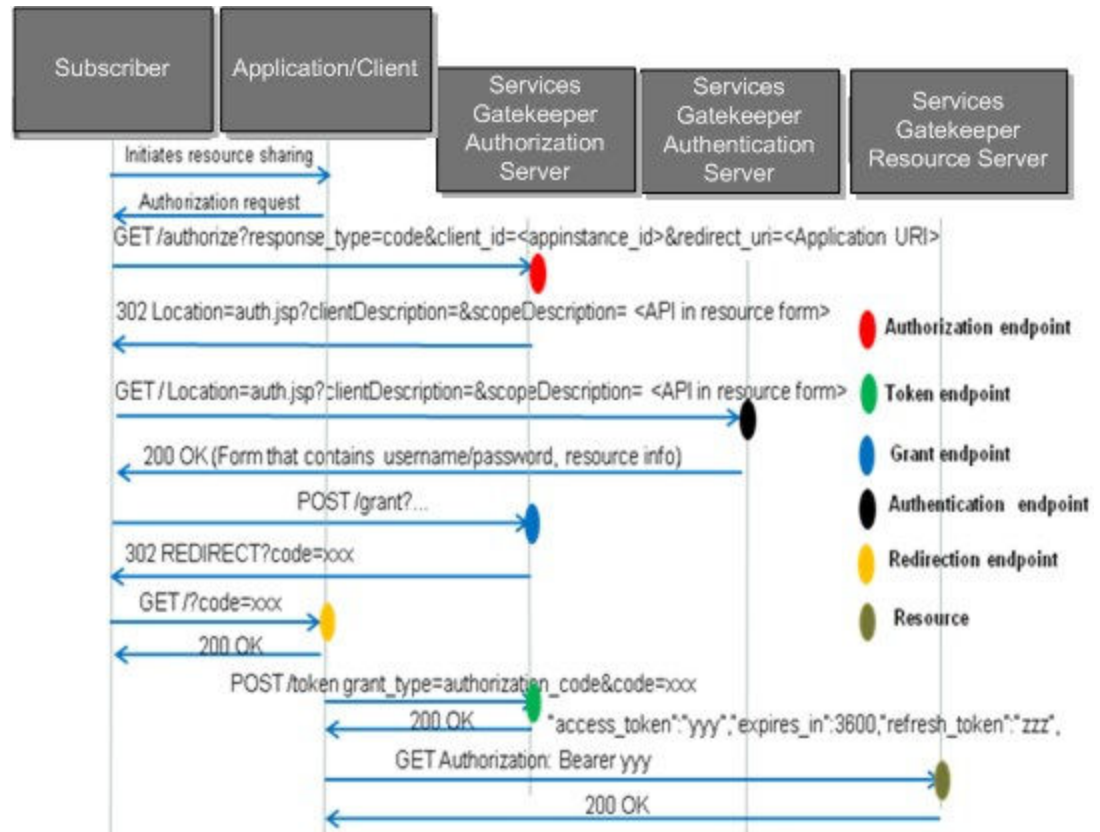 Subscriber
Application/Client
Services
Gatekeeper
Authorization
Server
Services
Gatekeeper
Authentication
Server
Services
Gatekeeper
Resource Server
Initiates resource sharing
Authorization request
GET /authorize?response_type=code&client_id=<appinstance_id>&redirect_uri=<Application URI>
302 Location=auth.jsp?clientDescription=&scopeDescription= <API in resource form>
Authorization endpoint
GET / Location=auth.jsp?clientDescription=&scopeDescription= <API in resource form>
Token endpoint
200 OK (Form that contains username/password, resource info)
Grant endpoint
POST /grant?...
Authentication endpoint
302 REDIRECT?code=xxx
Redirection endpoint
GET /?code=xxx
Resource
200 OK
POST /token grant_type=authorization_code&code=xxx
200 OK
"access_token":"yyy","expires_in":3600,"refresh_token":"zzz",
GET Authorization: Bearer yyy
200 OK